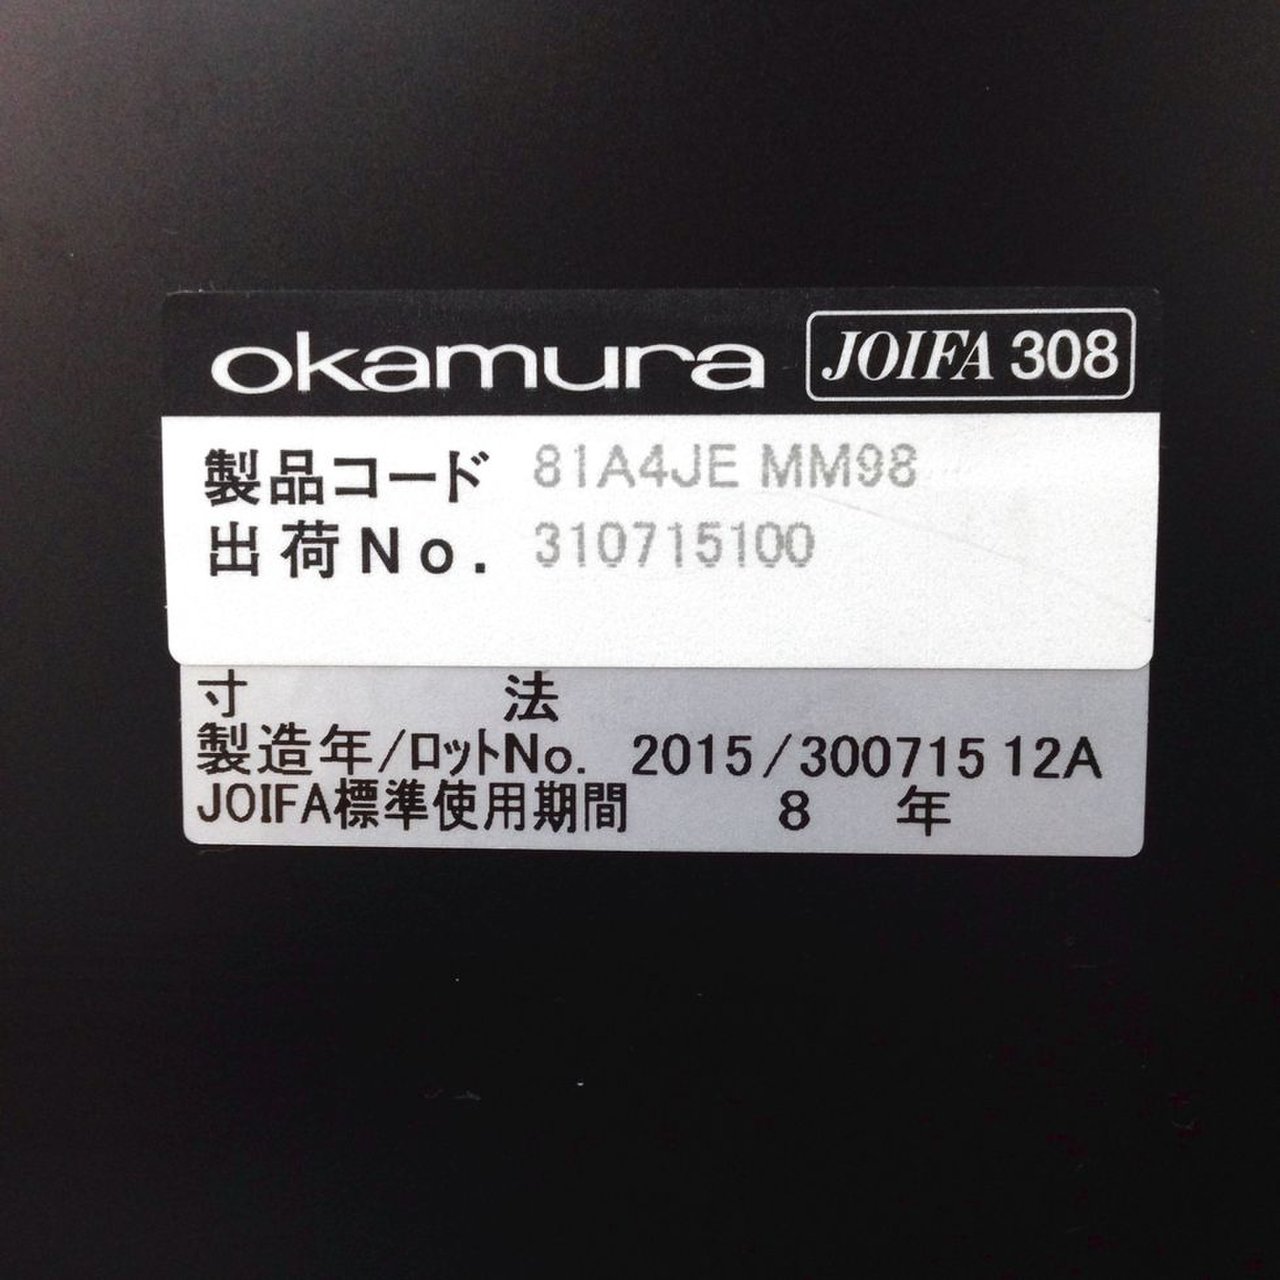 okamura JOIFA 308
製品コード 81A4JE MM98
出荷No. 310715100
寸 法
製造年/ロットNo. 2015/300715 12A
JOIFA標準使用期間 8 年